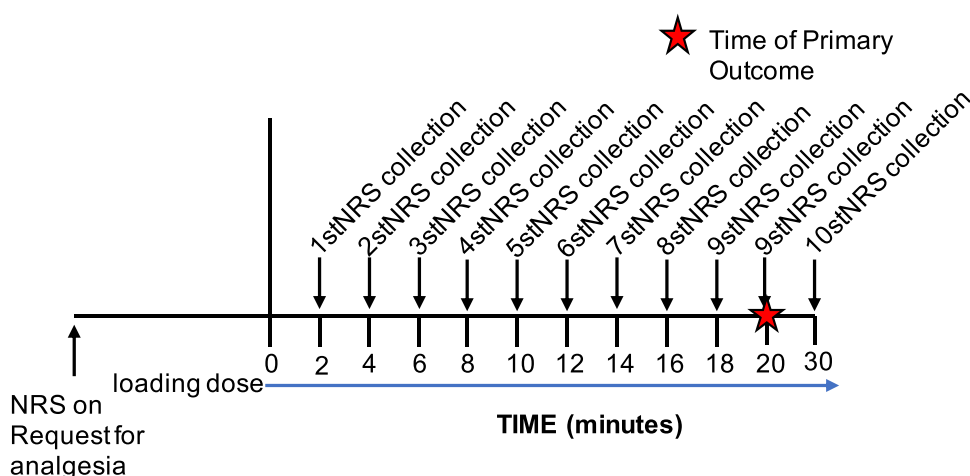 Time of Primary
Outcome
1stNRS collection
2stNRS collection
3stNRS collection
4stNRS collection
5stNRS collection
6stNRS collection
7stNRS collection
8stNRS collection
9stNRS collection
9stNRS collection
10stNRS collection
0 2 4 6 8 10 12 14 16 18 20 30
loading dose
TIME (minutes)
NRS on
Request for
analgesia